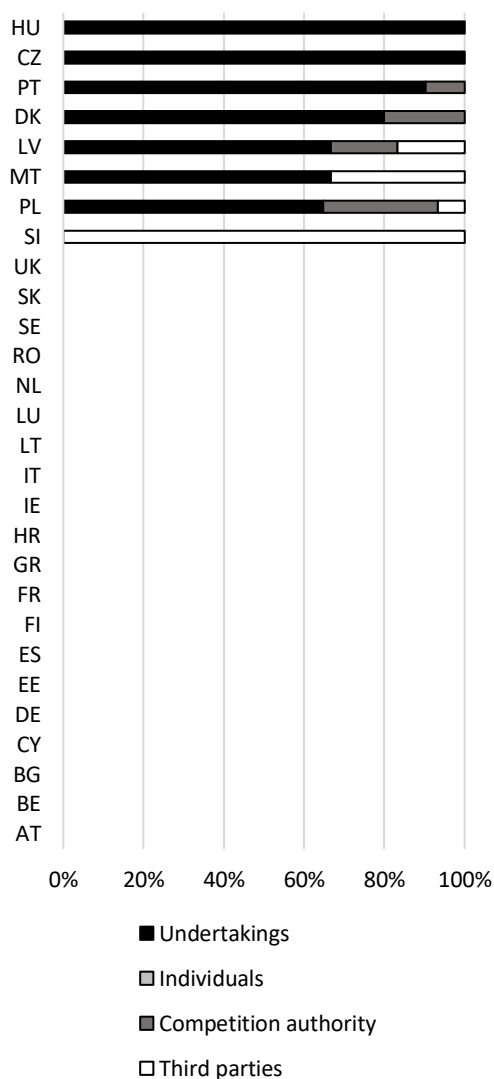 HU
CZ
PT
DK
LV
MT
PL
SI
UK
SK
SE
RO
NL
LU
LT
IT
IE
HR
GR
FR
FI
ES
EE
DE
CY
BG
BE
AT
0% 20% 40% 60% 80% 100%
Undertakings
Individuals
Competition authority
Third parties